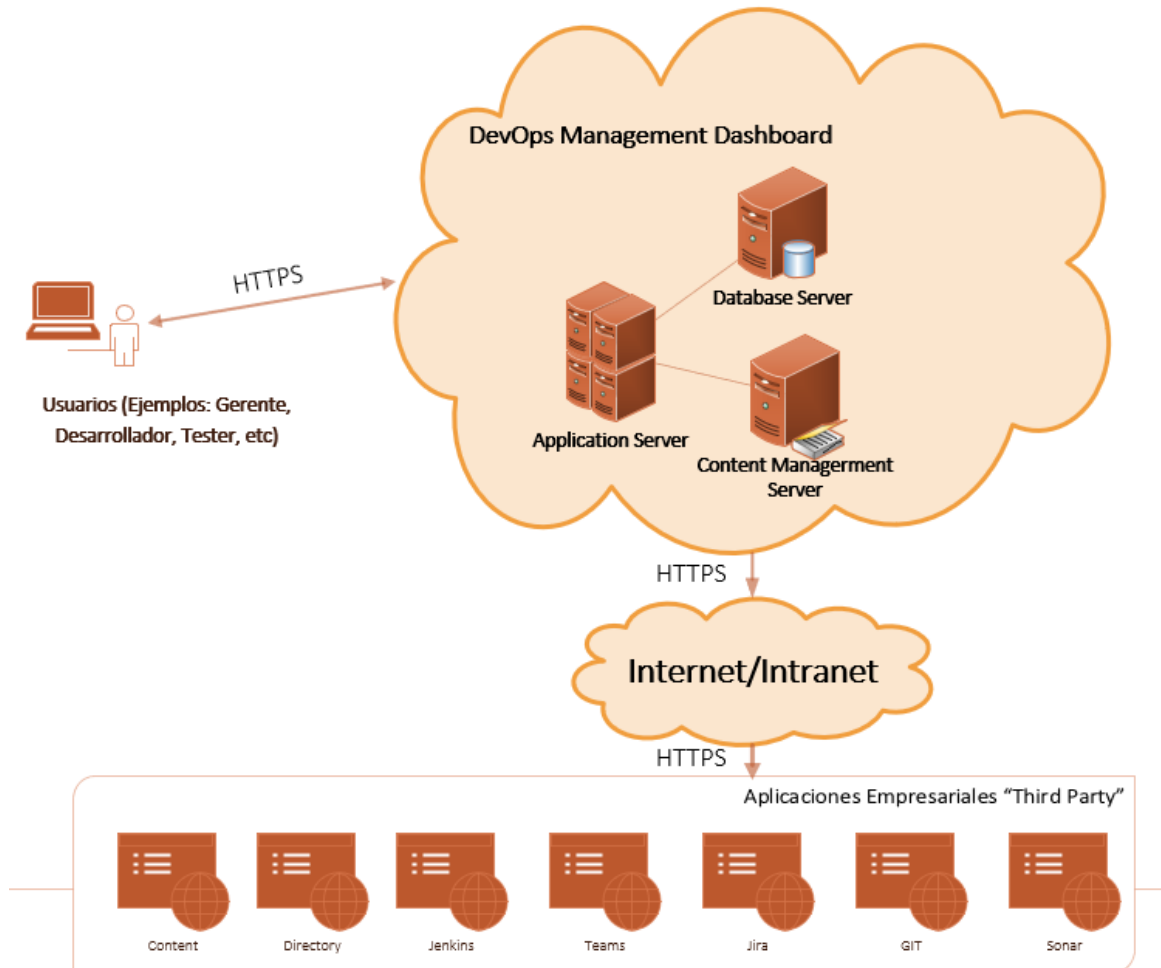 DevOps Management Dashboard
Database Server
HTTPS
Usuarios (Ejemplos: Gerente,
Desarrollador, Tester, etc)
Application Server
Content Managerment
Server
HTTPS
Internet/Intranet
HTTPS
Aplicaciones Empresariales “Third Party”
Content
Directory
Jenkins
Teams
Jira
GIT
Sonar